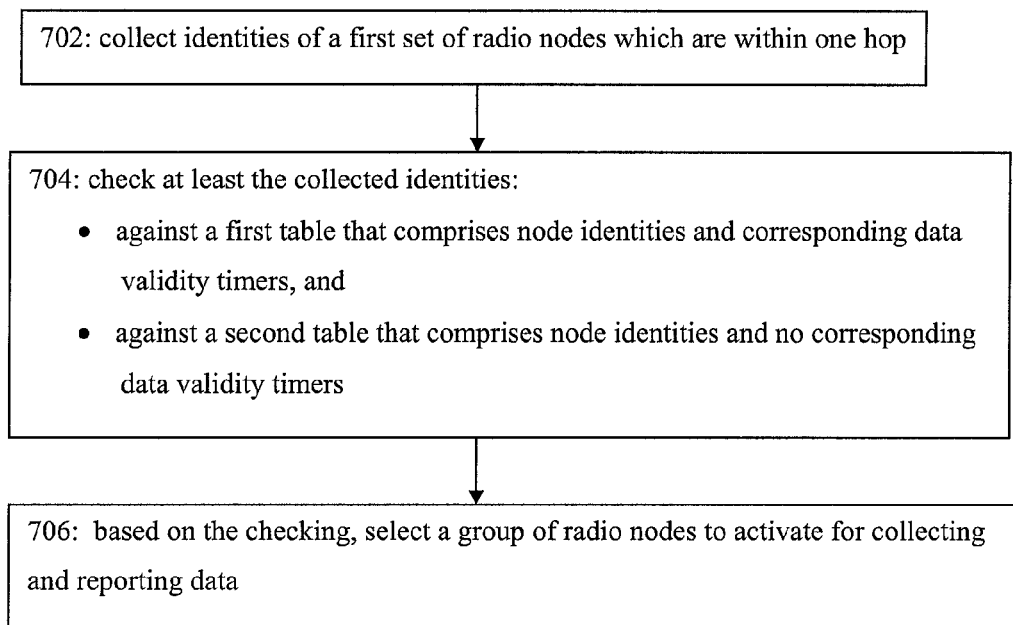 702: collect identities of a first set of radio nodes which are within one hop
704: check at least the collected identities:
• against a first table that comprises node identities and corresponding data
validity timers, and
• against a second table that comprises node identities and no corresponding
data validity timers
706: based on the checking, select a group of radio nodes to activate for collecting
and reporting data